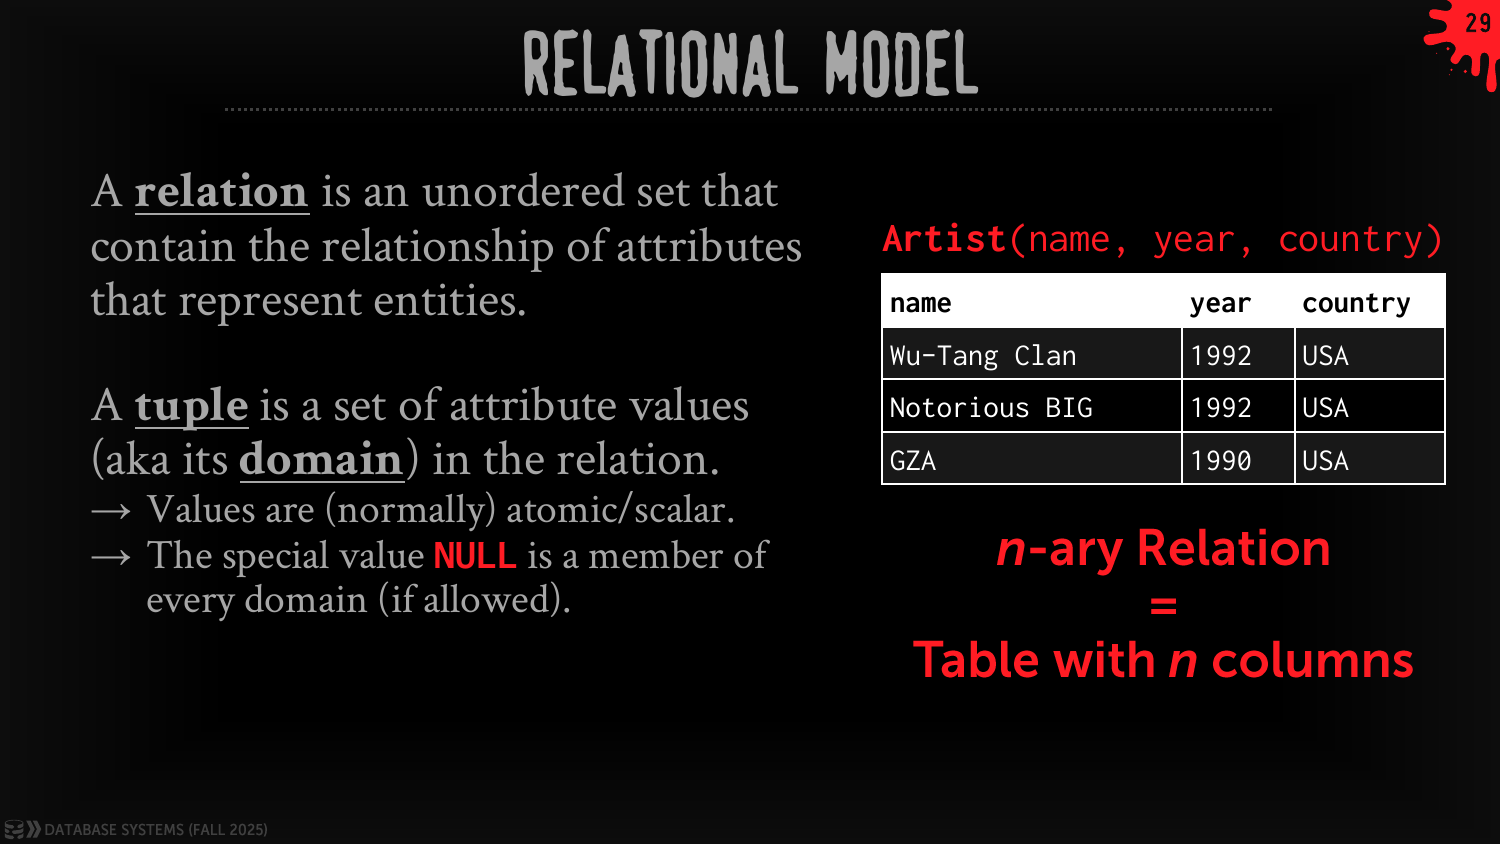 29
RELATIONAL MODEL
A relation is an unordered set that
contain the relationship of attributes
that represent entities.
A tuple is a set of attribute values
(aka its domain) in the relation.
→ Values are (normally) atomic/scalar.
→ The special value NULL is a member of
every domain (if allowed).
Artist(name, year, country)
name year country
Wu-Tang Clan 1992 USA
Notorious BIG 1992 USA
GZA 1990 USA
n-ary Relation
=
Table with n columns
DATABASE SYSTEMS (FALL 2025)